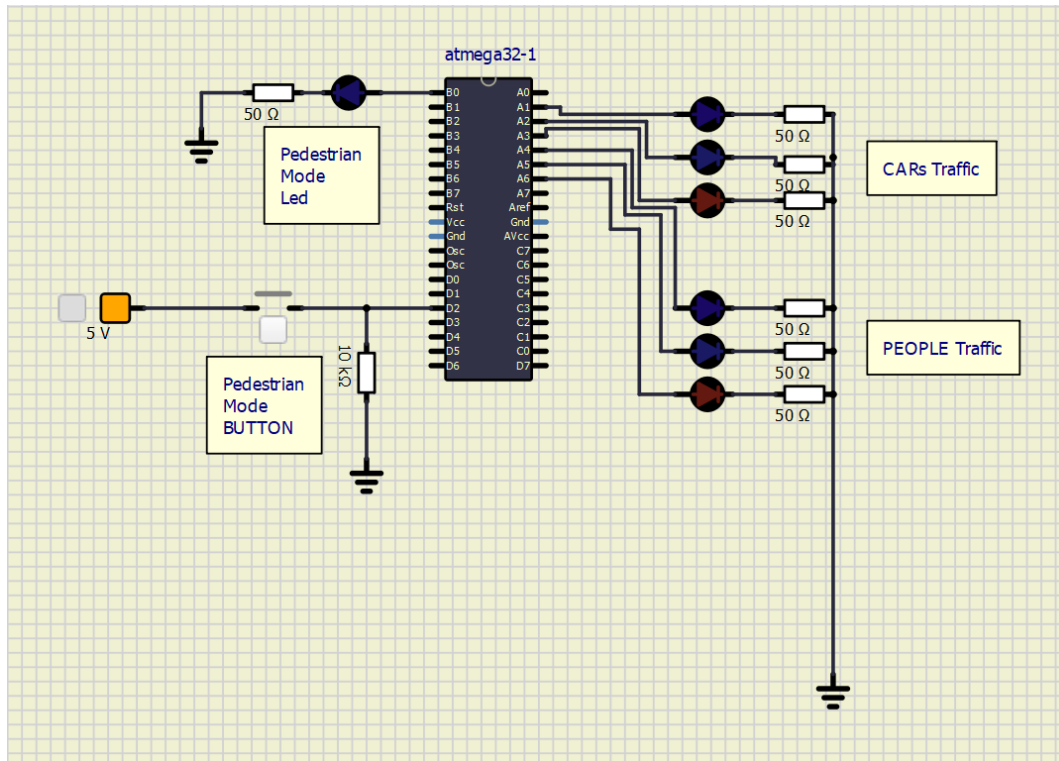 atmega32-1
50 Ω
Pedestrian
Mode
Led
B0
B1
B2
B3
B4
B5
B6
B7
Rst
Vcc
Gnd
Osc
Osc
D0
D1
D2
D3
D4
D5
D6
A0
A1
A2
A3
A4
A5
A6
A7
Aref
Gnd
AVcc
C7
C6
C5
C4
C3
C2
C1
C0
D7
50 Ω
50 Ω
50 Ω
CARs Traffic
5 V
Pedestrian
Mode
BUTTON
10 kΩ
50 Ω
50 Ω
50 Ω
PEOPLE Traffic